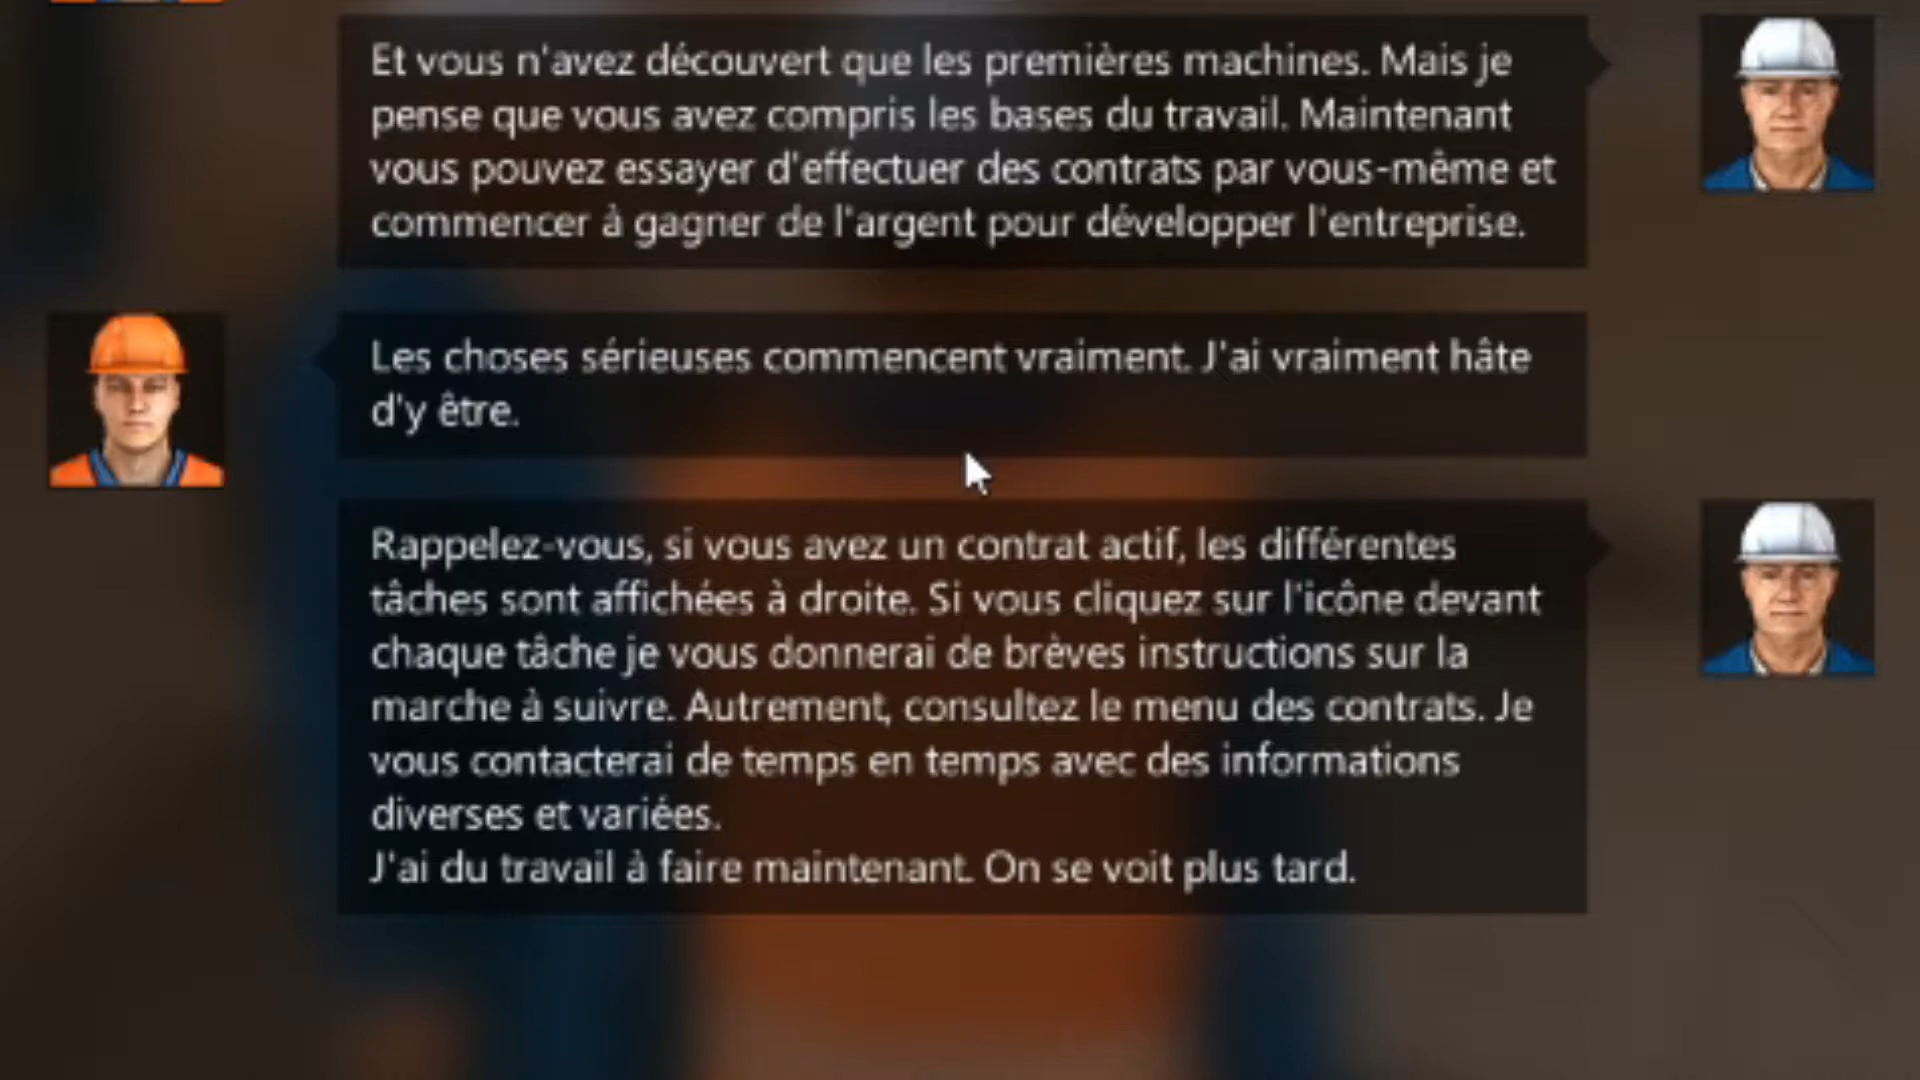 Et vous n'avez découvert que les premières machines. Mais je
pense que vous avez compris les bases du travail. Maintenant
vous pouvez essayer d'effectuer des contrats par vous-même et
commencer à gagner de l'argent pour développer l'entreprise.
Les choses sérieuses commencent vraiment. J'ai vraiment hâte
d'y être.
Rappelez-vous, si vous avez un contrat actif, les différentes
tâches sont affichées à droite. Si vous cliquez sur l'icône devant
chaque tâche je vous donnerai de brèves instructions sur la
marche à suivre. Autrement, consultez le menu des contrats. Je
vous contacterai de temps en temps avec des informations
diverses et variées.
J'ai du travail à faire maintenant. On se voit plus tard.